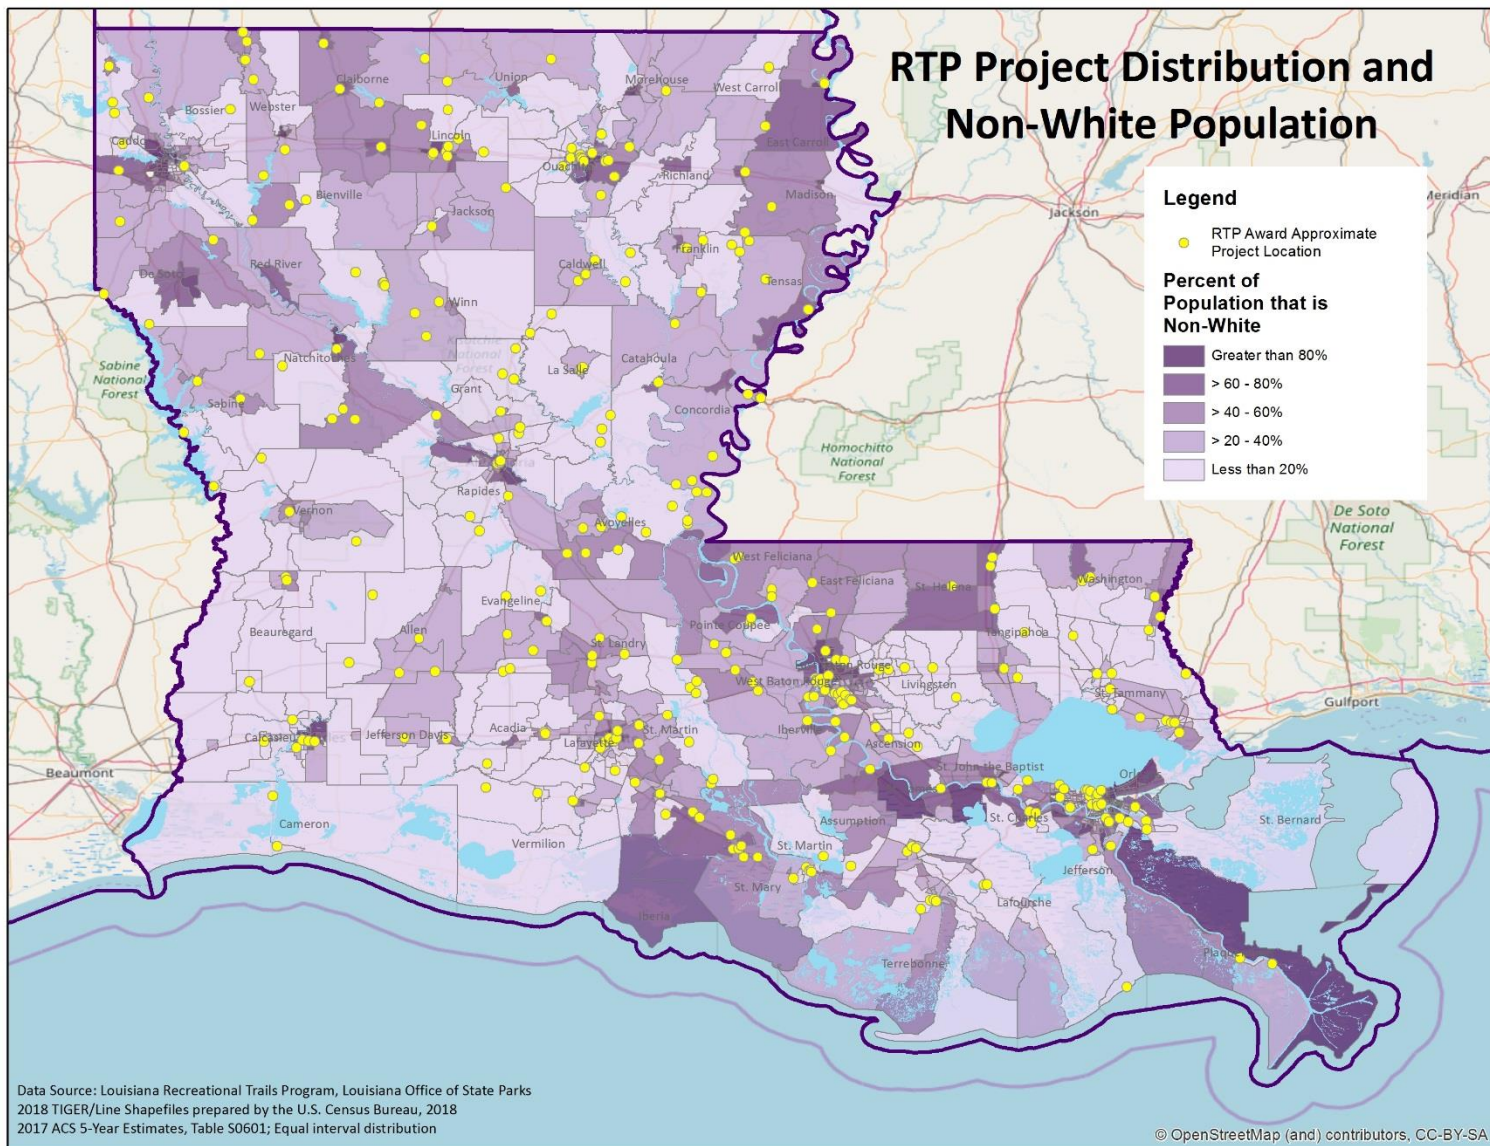 RTP Project Distribution and
Non-White Population
Legend
RTP Award Approximate
Project Location
Percent of
Population that is
Non-White
Greater than 80%
> 60 - 80%
> 40 - 60%
> 20 - 40%
Less than 20%
Claiborne
Union
Morehouse
West Carroll
Bossier
Webster
Lincoln
East Carroll
Richland
Bienville
Madison
Jackson
Jackson
Meridian
Franklin
Caldwell
Red River
De Soto
Tensas
Winn
Natchitoches
National
Forest
Catahoula
La Salle
Grant
Sabine
National
Forest
Sabine
Concordia
Homochitto
National
Forest
Rapides
Vernon
Avoyelles
De Soto
National
Forest
West Feliciana
East Feliciana
St. Helena
Washington
Evangeline
Beauregard
Allen
Pointe Coupee
Tangipahoa
St. Landry
West Baton Rouge
Livingston
St. Tammany
Gulfport
Calcasieu
Jefferson Davis
Acadia
Lafayette
St. Martin
Iberville
Ascension
St. John the Baptist
Beaumont
Cameron
Vermilion
Assumption
St. Charles
St. Bernard
St. Martin
St. Mary
Jefferson
Iberia
Lafourche
Terrebonne
Data Source: Louisiana Recreational Trails Program, Louisiana Office of State Parks
2018 TIGER/Line Shapefiles prepared by the U.S. Census Bureau, 2018
2017 ACS 5-Year Estimates, Table S0601; Equal interval distribution
© OpenStreetMap (and) contributors, CC-BY-SA